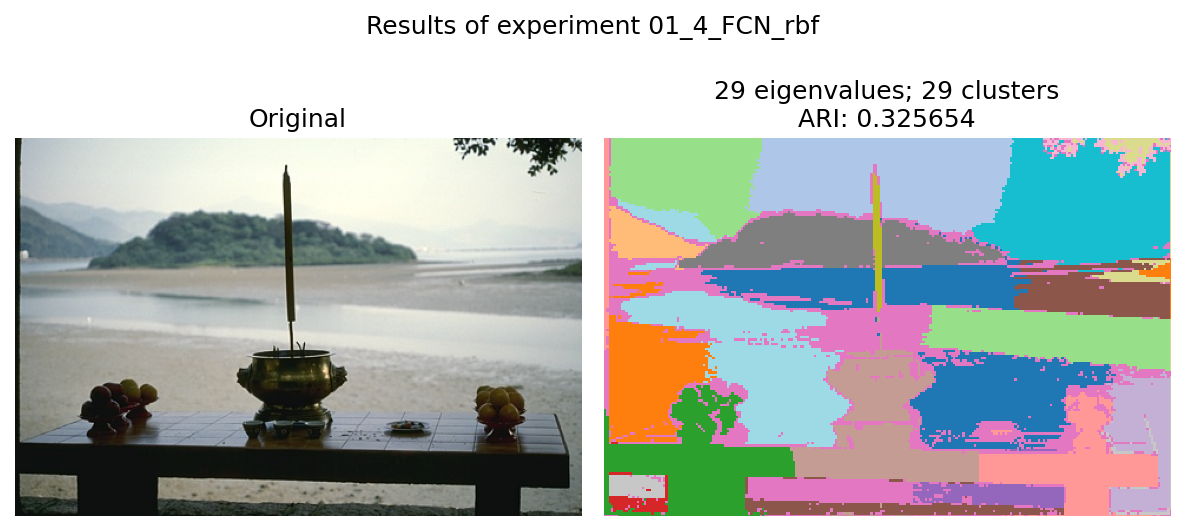 Results of experiment 01_4_FCN_rbf
Original
29 eigenvalues; 29 clusters
ARI: 0.325654